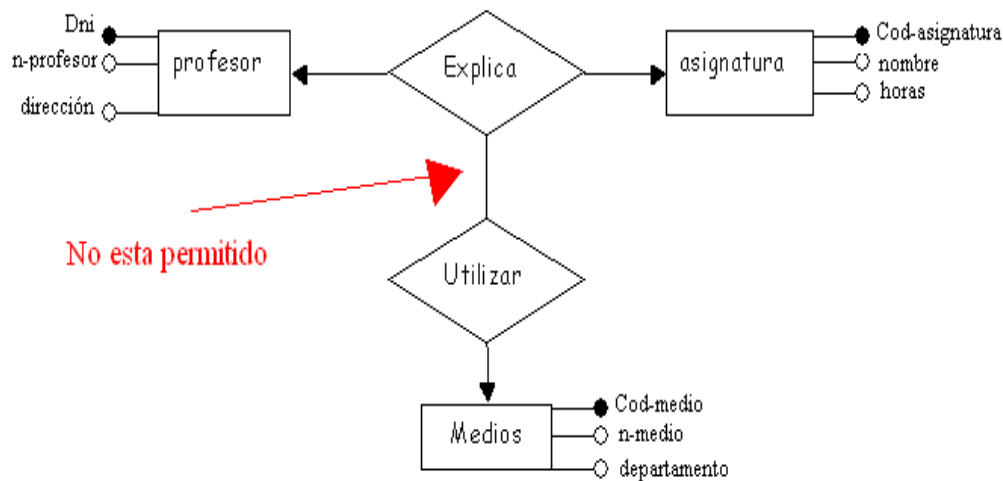 Dni
n-profesor
dirección
profesor
Explica
asignatura
Cod-asignatura
nombre
horas
No esta permitido
Utilizar
Medios
Cod-medio
n-medio
departamento